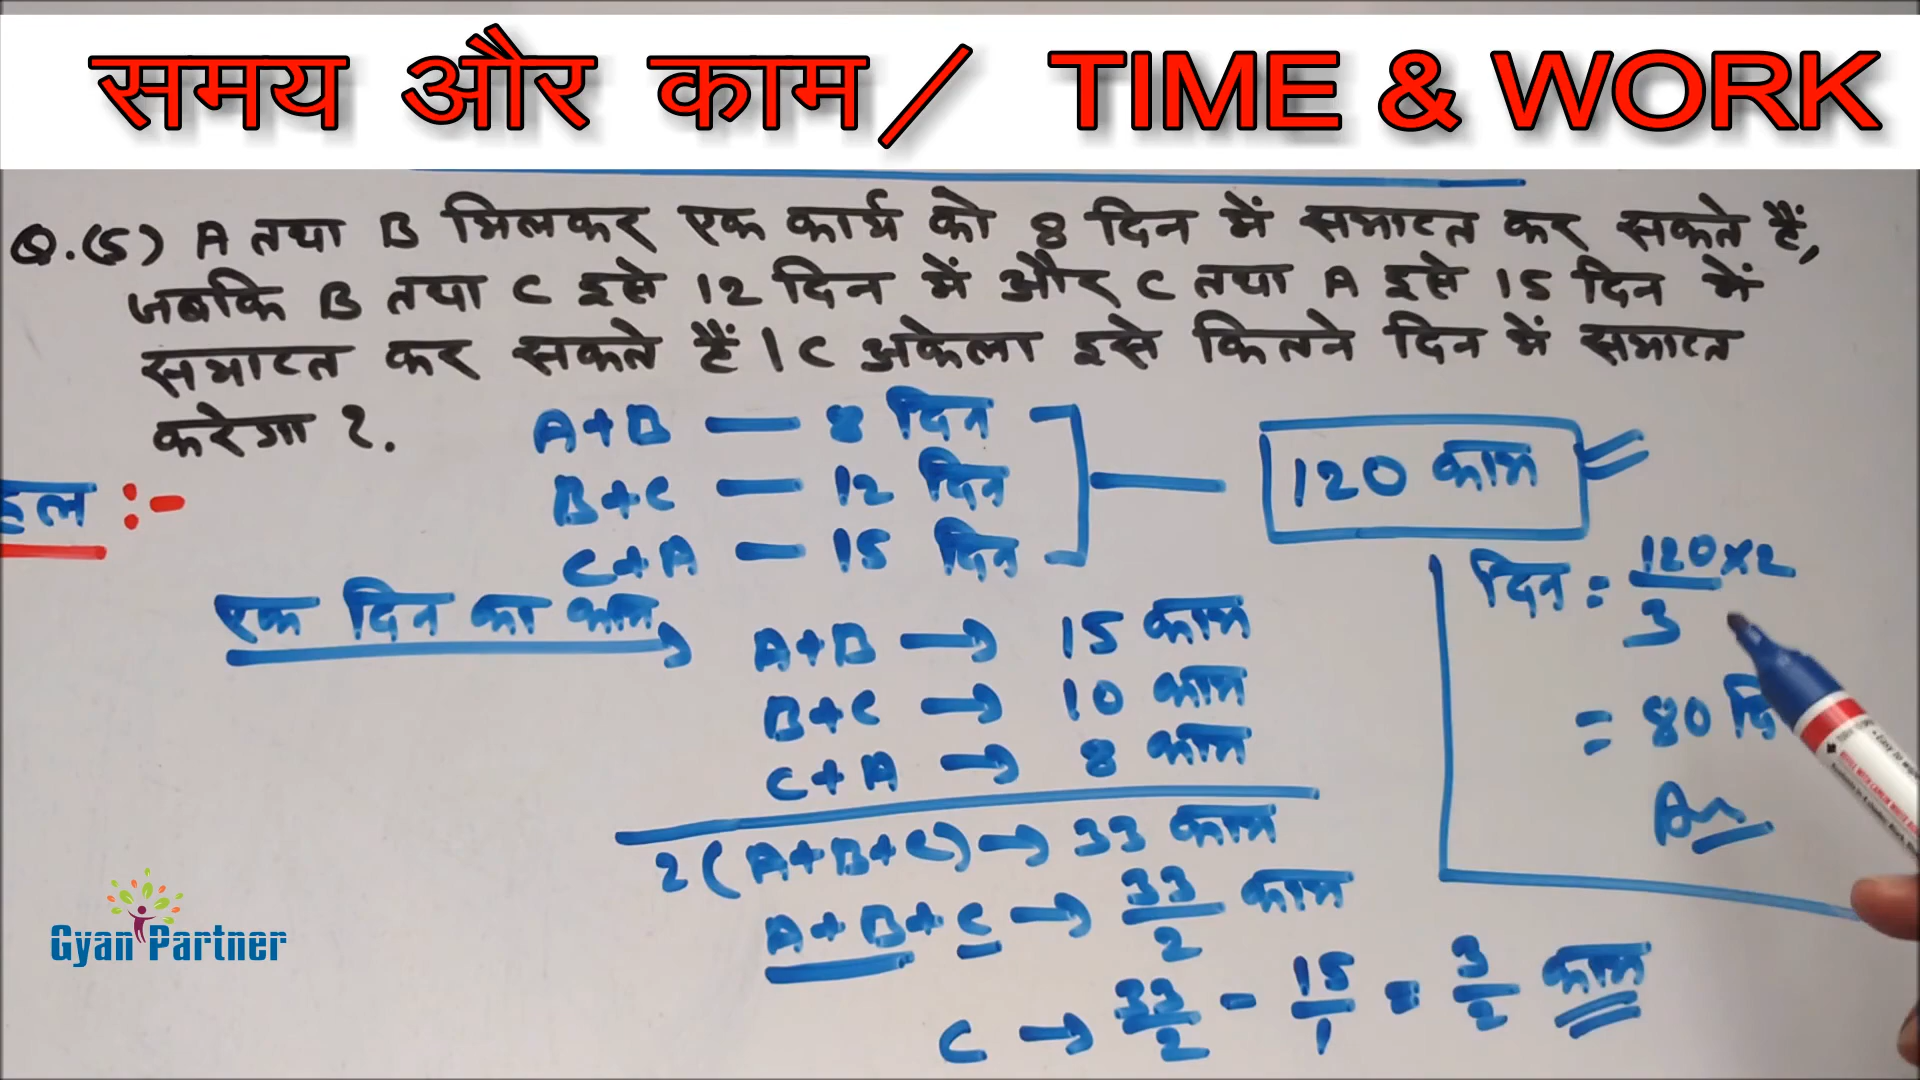 समय और काम / TIME & WORK
Q.(5) A तथा B मिलकर एक कार्य को 8 दिन में समाप्त कर सकते हैं,
जबकि B तथा C इसे 12 दिन में और C तथा A इसे 15 दिन में
समाप्त कर सकते हैं। C अकेला इसे कितने दिन में समाप्त
करेगा ?.
हल :-
A+B — 8 दिन
B+C — 12 दिन
C+A — 15 दिन
120 काम
एक दिन का काम
A+B → 15 काम
B+C → 10 काम
C+A → 8 काम
2(A+B+C) → 33 काम
A+B+C → 33/2 काम
C → 33/2 - 15/1 = 3/2 काम
दिन = 120×2/3
= 80 दि
Ans
Gyan Partner